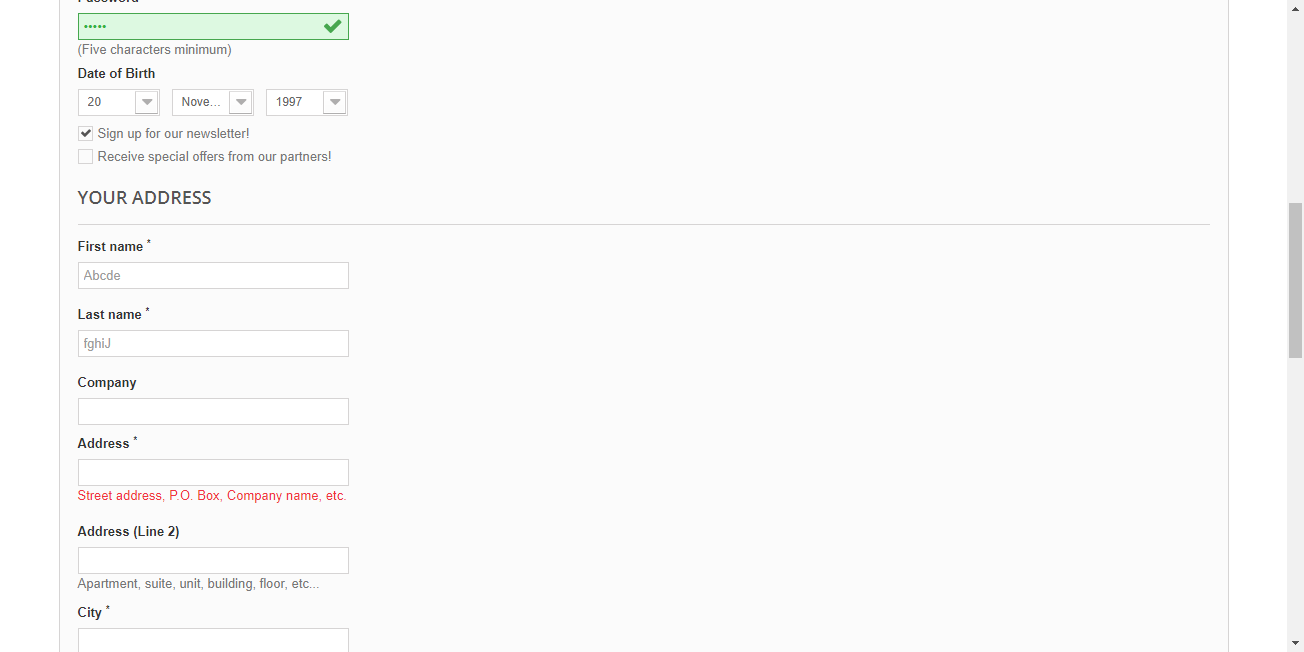 Password
•••••
(Five characters minimum)
Date of Birth
20 Nove... 1997
Sign up for our newsletter!
Receive special offers from our partners!
YOUR ADDRESS
First name *
Abcde
Last name *
fghiJ
Company
Address *
Street address, P.O. Box, Company name, etc.
Address (Line 2)
Apartment, suite, unit, building, floor, etc...
City *